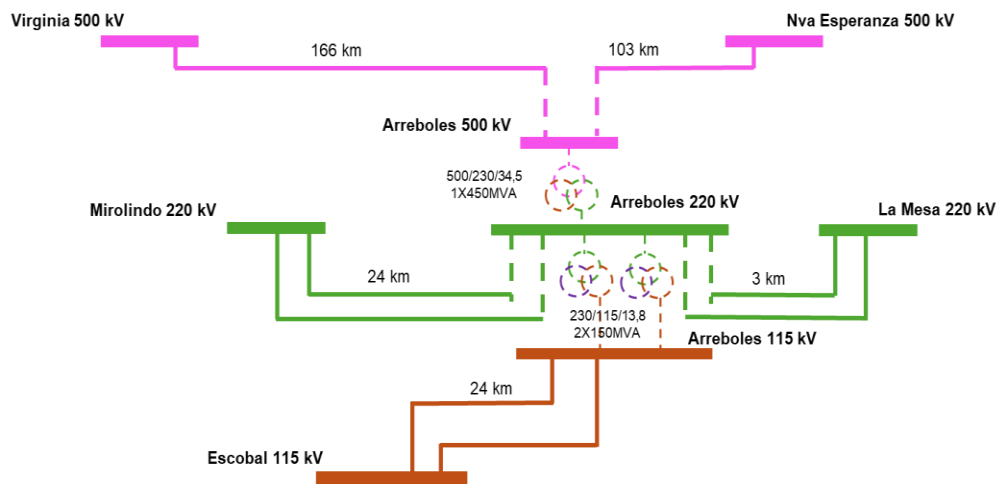 Virginia 500 kV
Nva Esperanza 500 kV
166 km
103 km
Arreboles 500 kV
500/230/34,5
1X450MVA
Mirolindo 220 kV
Arreboles 220 kV
La Mesa 220 kV
24 km
3 km
230/115/13,8
2X150MVA
Arreboles 115 kV
24 km
Escobal 115 kV